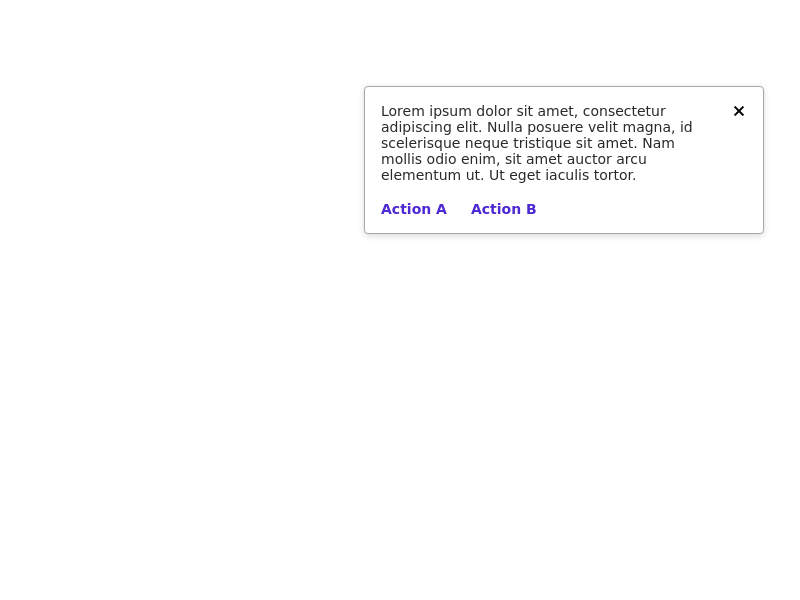 Lorem ipsum dolor sit amet, consectetur
adipiscing elit. Nulla posuere velit magna, id
scelerisque neque tristique sit amet. Nam
mollis odio enim, sit amet auctor arcu
elementum ut. Ut eget iaculis tortor.
Action A Action B